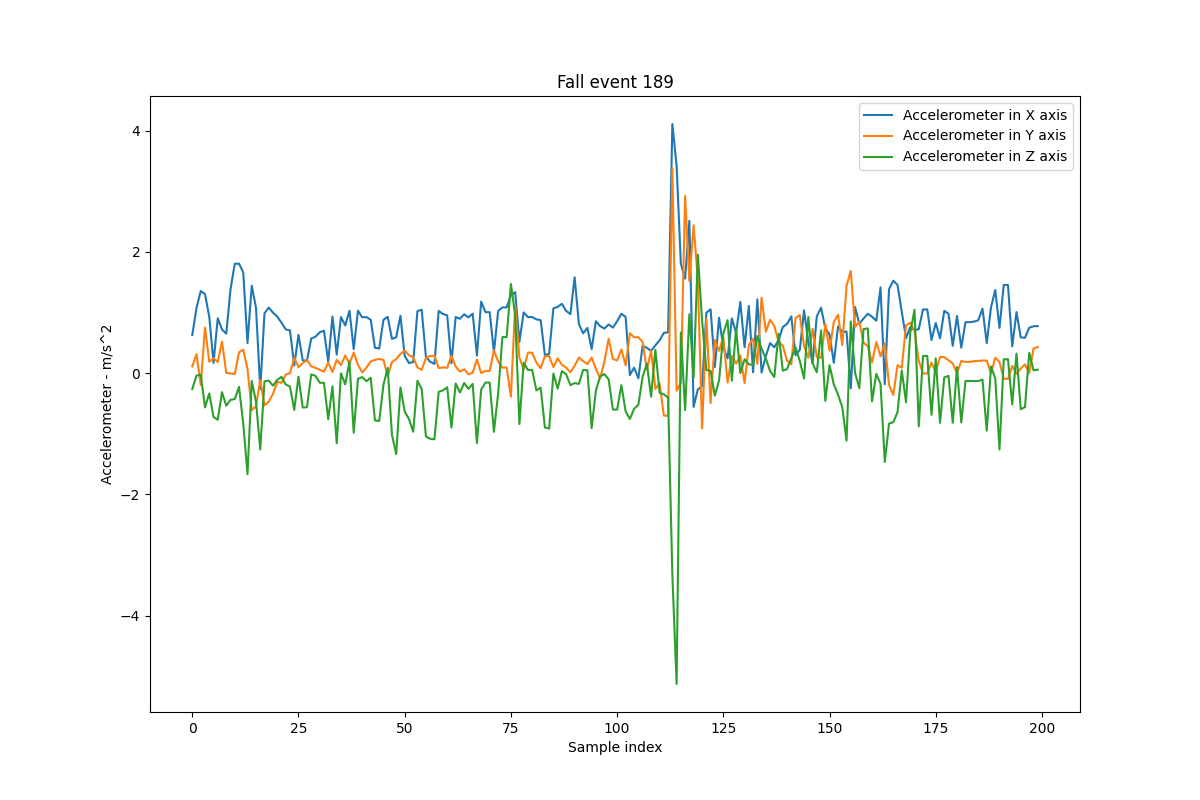 Fall event 189
Accelerometer in X axis
Accelerometer in Y axis
Accelerometer in Z axis
Accelerometer - m/s^2
4
2
0
−2
−4
0 25 50 75 100 125 150 175 200
Sample index